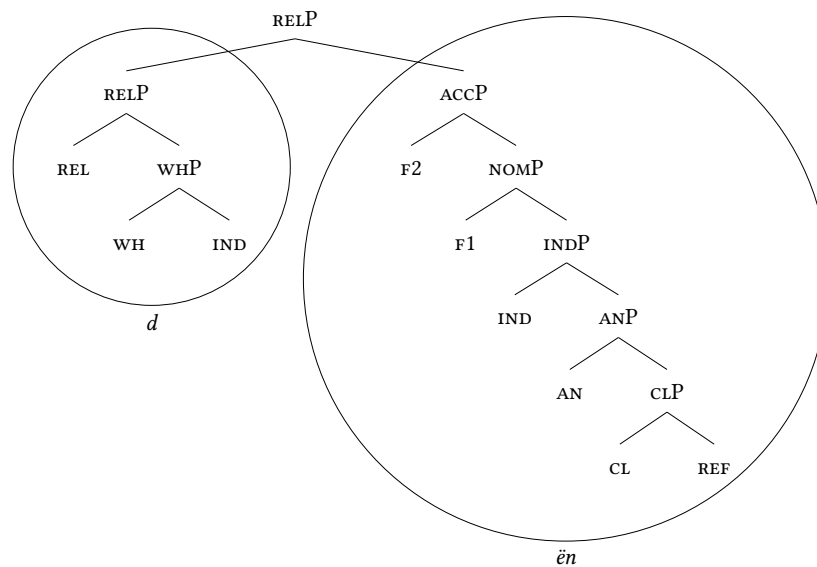 RELP
RELP ACCP
REL WHP F2 NOMP
WH IND F1 INDP
d IND ANP
AN CLP
CL REF
ën